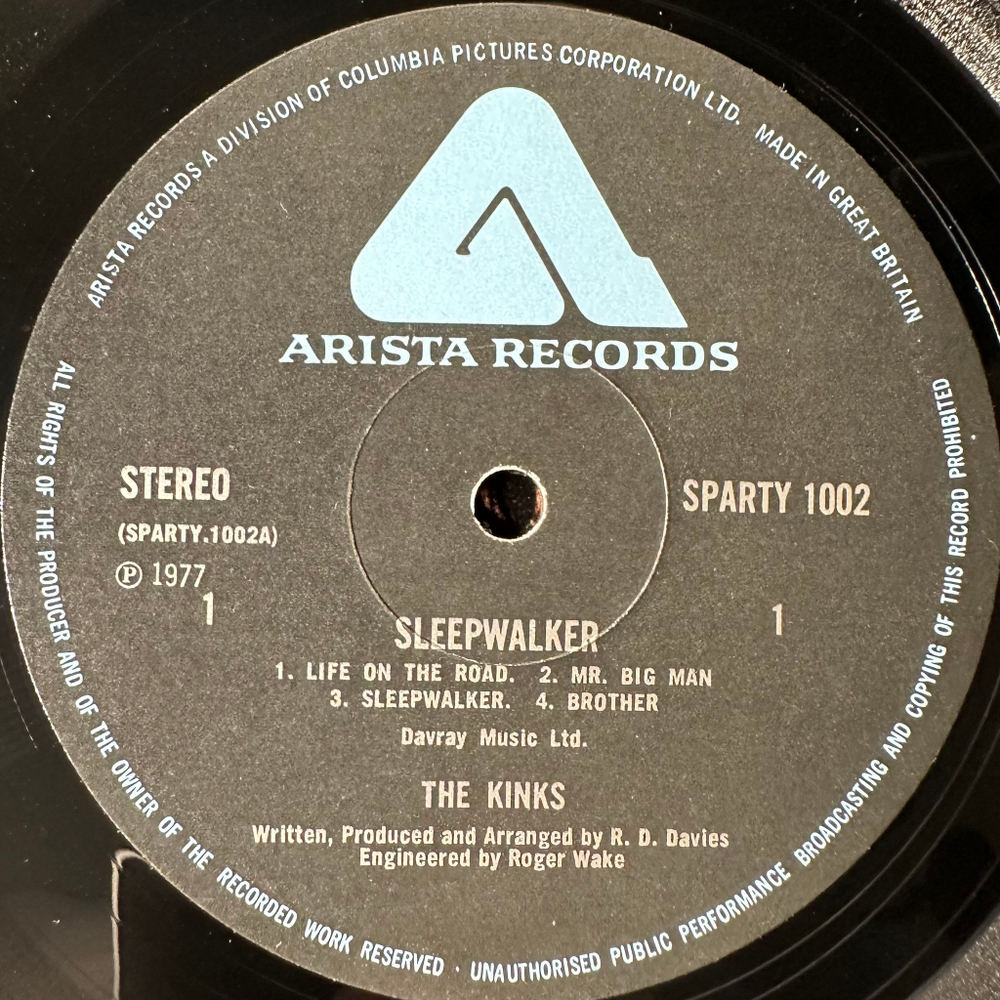 ARISTA RECORDS A DIVISION OF COLUMBIA PICTURES CORPORATION LTD. MADE IN GREAT BRITAIN
ARISTA RECORDS
STEREO
SPARTY 1002
(SPARTY.1002A)
Ⓟ 1977
1
1
SLEEPWALKER
1. LIFE ON THE ROAD. 2. MR. BIG MAN
3. SLEEPWALKER. 4. BROTHER
Davray Music Ltd.
THE KINKS
Written, Produced and Arranged by R. D. Davies
Engineered by Roger Wake
ALL RIGHTS OF THE PRODUCER AND OF THE OWNER OF THE RECORDED WORK RESERVED · UNAUTHORISED PUBLIC PERFORMANCE BROADCASTING AND COPYING OF THIS RECORD PROHIBITED